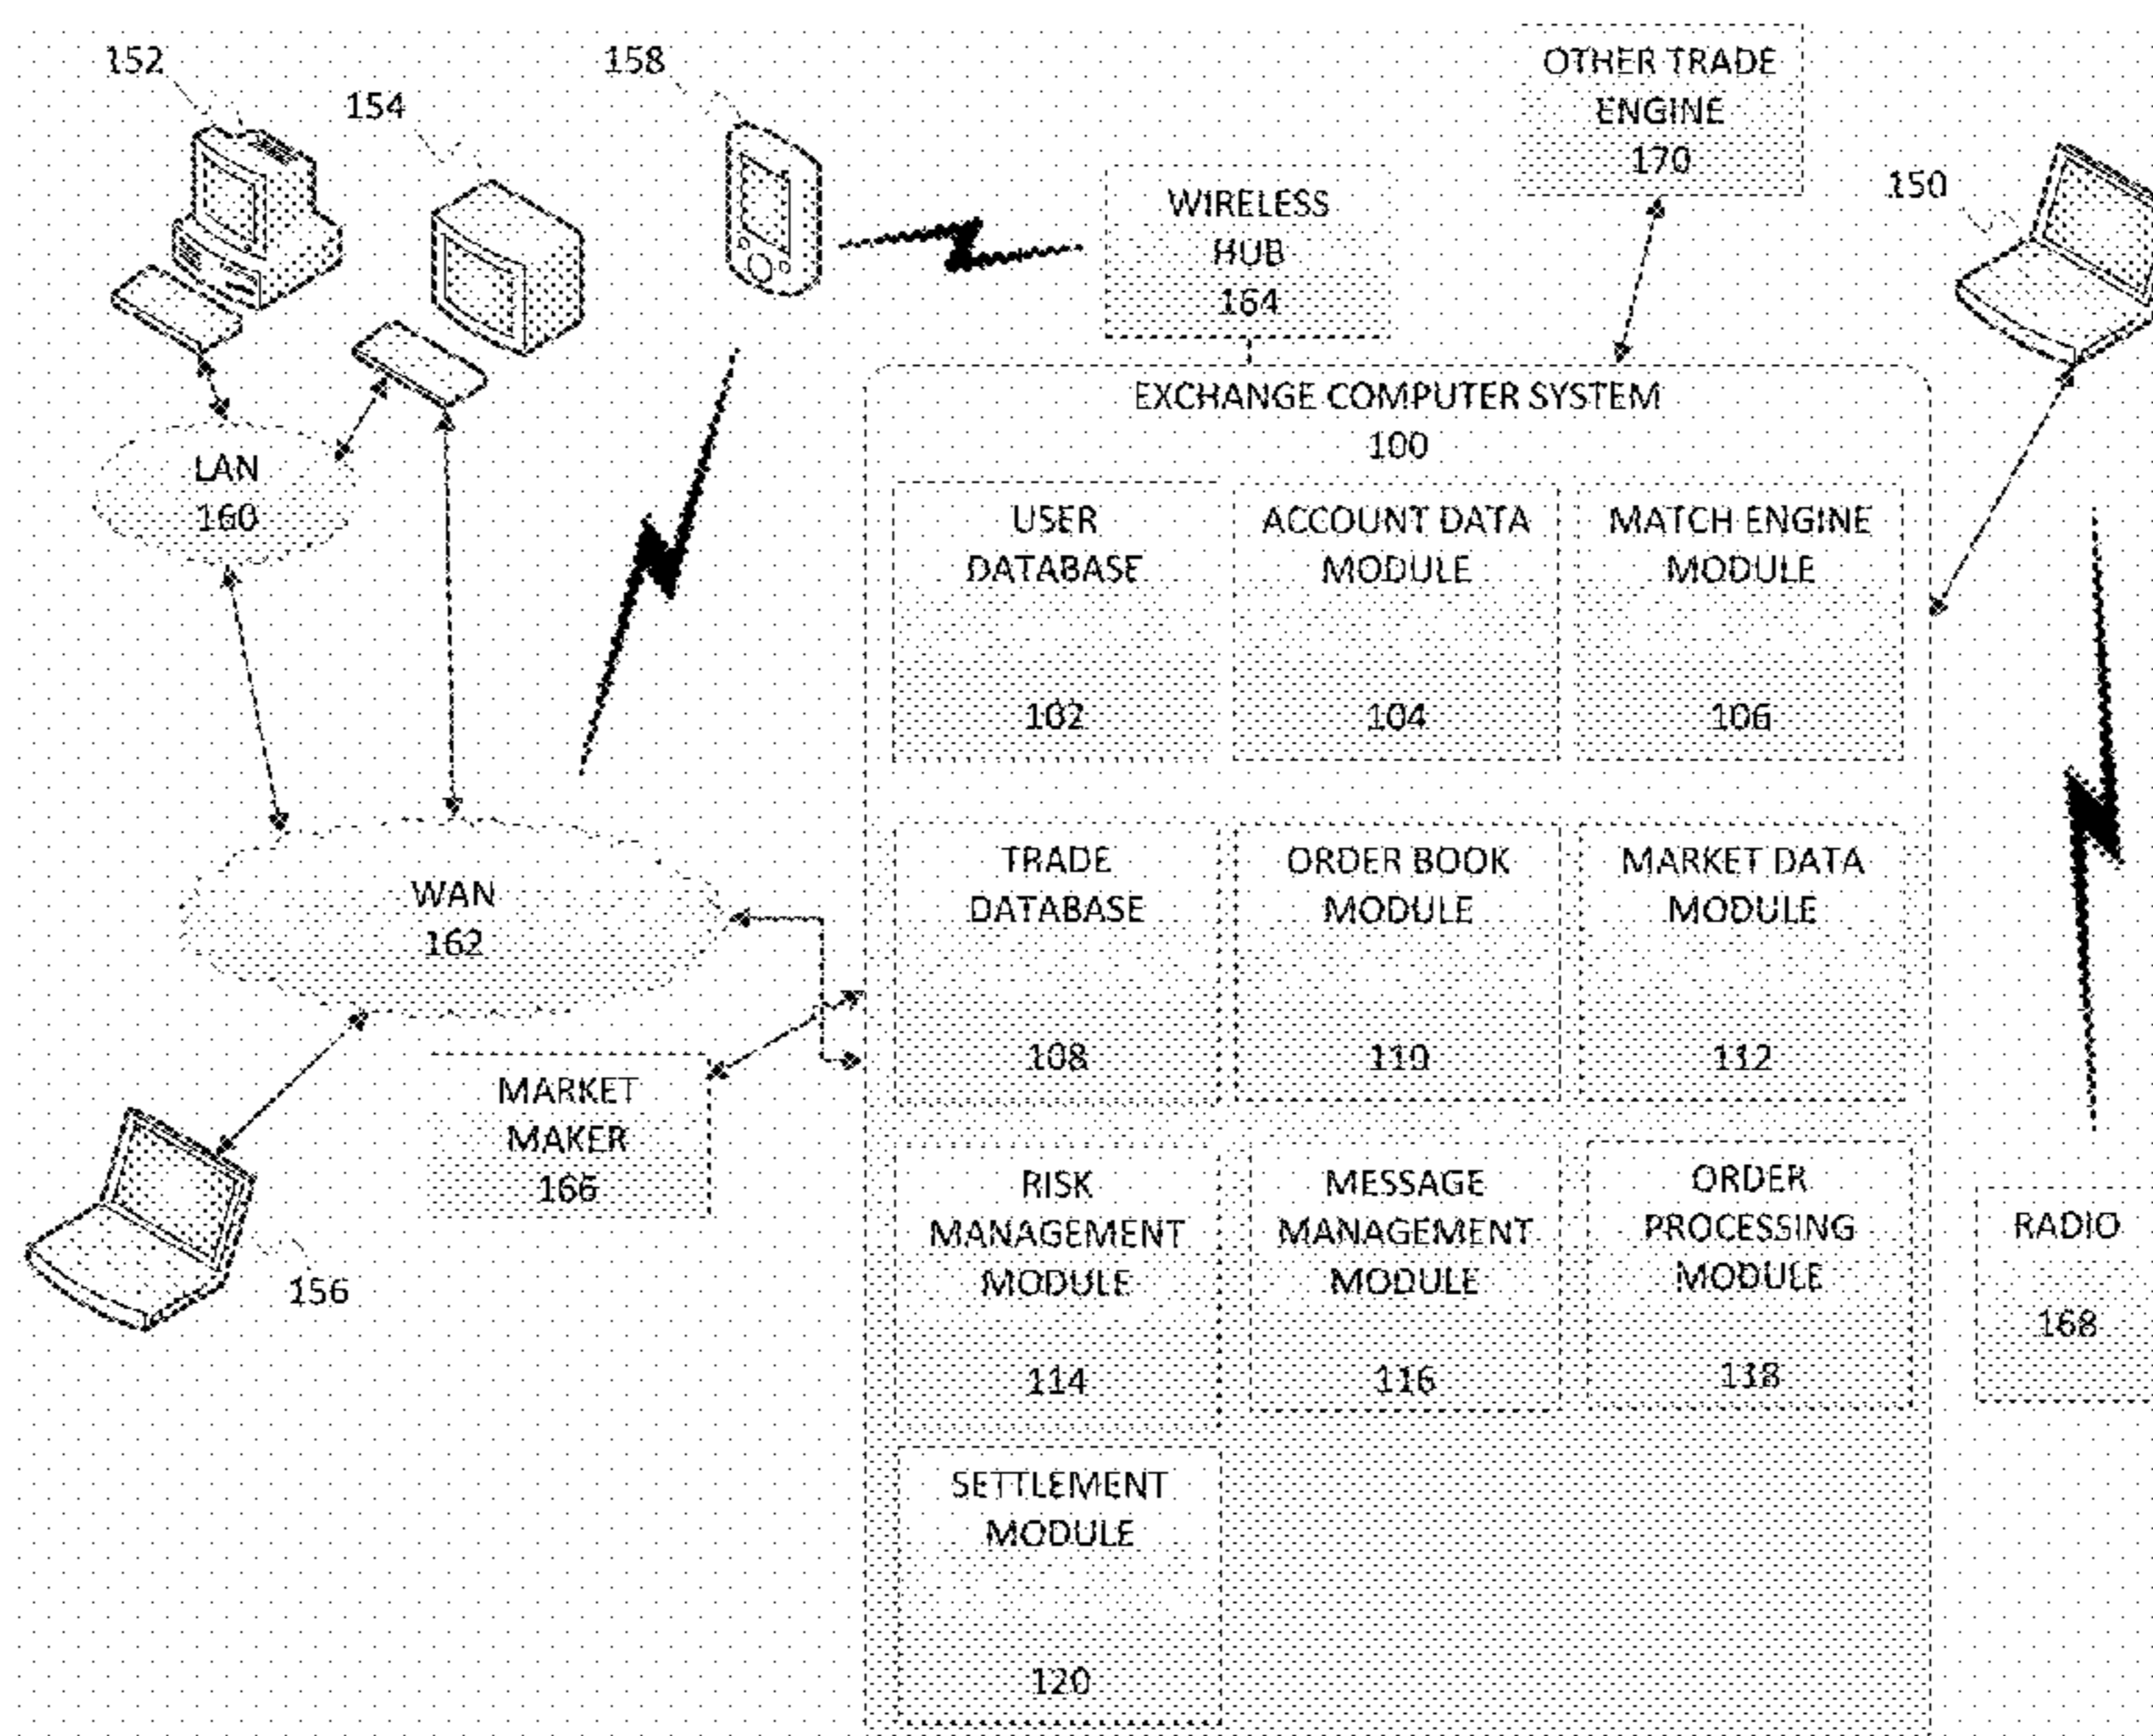 152
154
158
OTHER TRADE
ENGINE
170
150
WIRELESS
HUB
164
EXCHANGE COMPUTER SYSTEM
100
LAN
160
USER
DATABASE
102
ACCOUNT DATA
MODULE
104
MATCH ENGINE
MODULE
106
WAN
162
TRADE
DATABASE
108
ORDER BOOK
MODULE
110
MARKET DATA
MODULE
112
MARKET
MAKER
166
156
RISK
MANAGEMENT
MODULE
114
MESSAGE
MANAGEMENT
MODULE
116
ORDER
PROCESSING
MODULE
118
RADIO
168
SETTLEMENT
MODULE
120